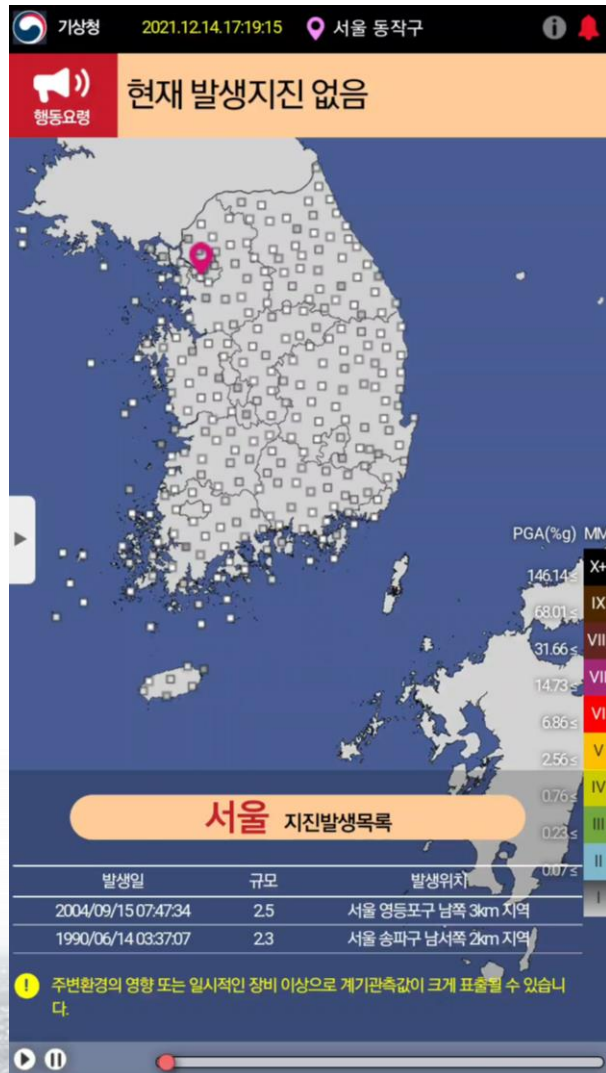 기상청 2021.12.14.17:19:15 서울 동작구
행동요령
현재 발생지진 없음
PGA(%g) MM
146.14≤ X+
68.01≤ IX
31.66≤ VIII
14.73≤ VII
6.86≤ VI
2.56≤ V
0.76≤ IV
0.23≤ III
0.07≤ II
I
서울 지진발생목록
발생일 규모 발생위치
2004/09/15 07:47:34 2.5 서울 영등포구 남쪽 3km 지역
1990/06/14 03:37:07 2.3 서울 송파구 남서쪽 2km 지역
주변환경의 영향 또는 일시적인 장비 이상으로 계기관측값이 크게 표출될 수 있습니
다.